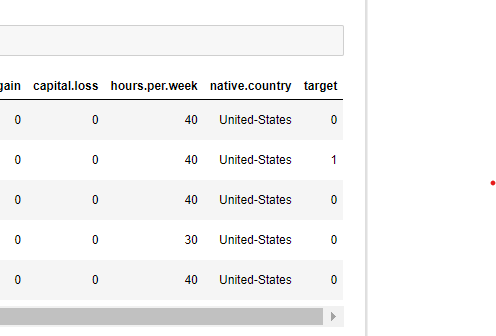 gain capital.loss hours.per.week native.country target
0 0 40 United-States 0
0 0 40 United-States 1
0 0 40 United-States 0
0 0 30 United-States 0
0 0 40 United-States 0